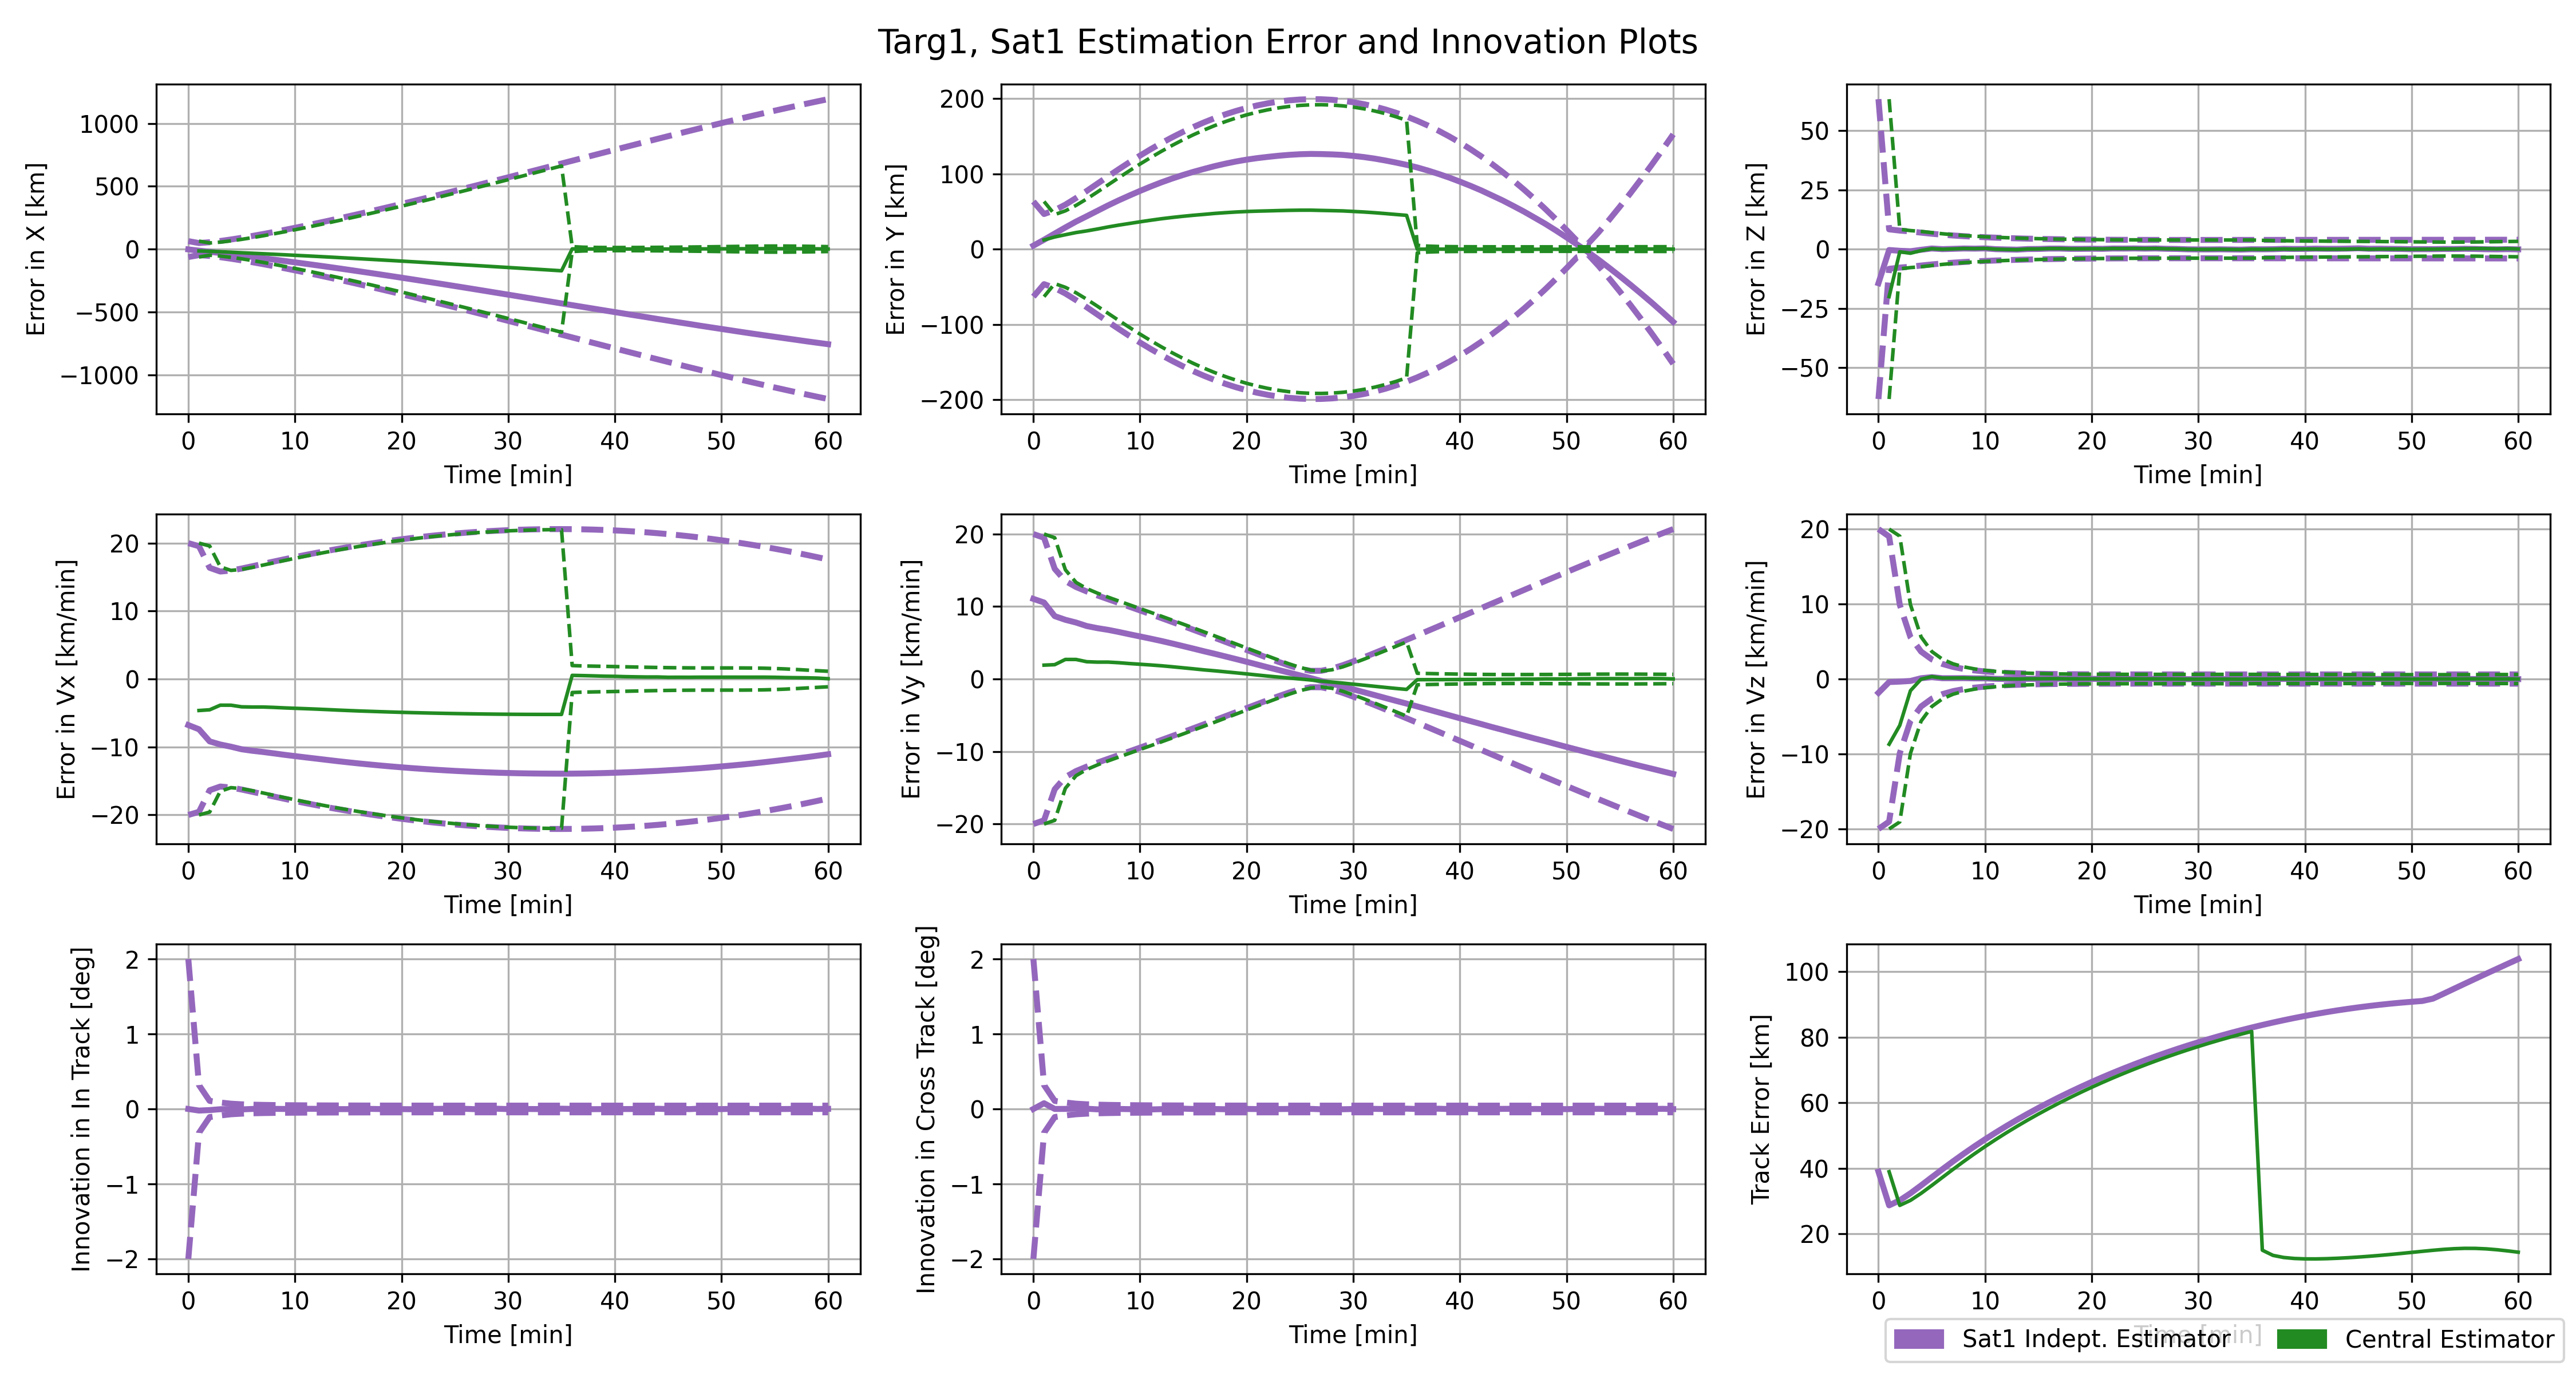 Targ1, Sat1 Estimation Error and Innovation Plots
Error in X [km]
1000
500
0
−500
−1000
0 10 20 30 40 50 60
Time [min]
Error in Y [km]
200
100
0
−100
−200
0 10 20 30 40 50 60
Time [min]
Error in Z [km]
50
25
0
−25
−50
0 10 20 30 40 50 60
Time [min]
Error in Vx [km/min]
20
10
0
−10
−20
0 10 20 30 40 50 60
Time [min]
Error in Vy [km/min]
20
10
0
−10
−20
0 10 20 30 40 50 60
Time [min]
Error in Vz [km/min]
20
10
0
−10
−20
0 10 20 30 40 50 60
Time [min]
Innovation in In Track [deg]
2
1
0
−1
−2
0 10 20 30 40 50 60
Time [min]
Innovation in Cross Track [deg]
2
1
0
−1
−2
0 10 20 30 40 50 60
Time [min]
Track Error [km]
100
80
60
40
20
0 10 20 30 40 50 60
Time [min]
Sat1 Indept. Estimator Central Estimator